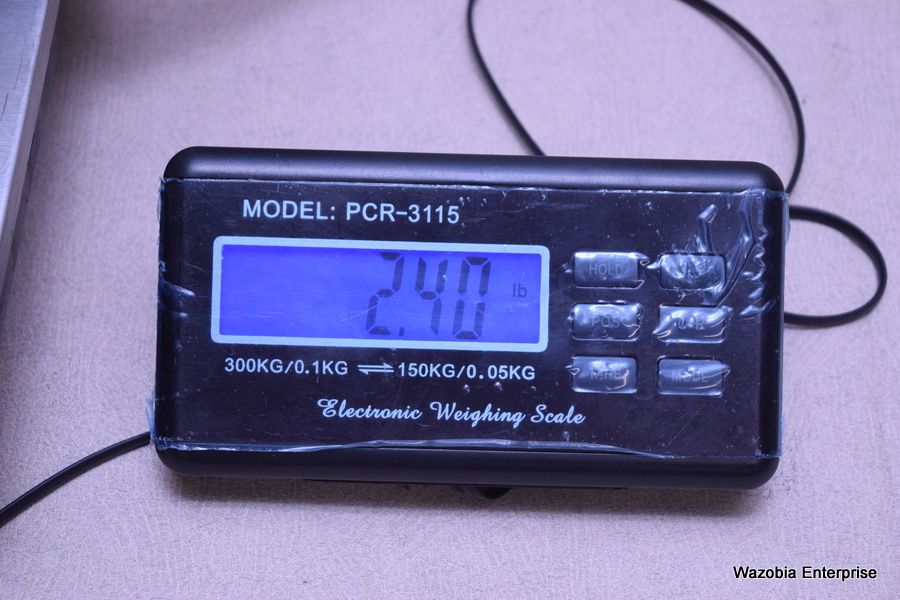 MODEL: PCR-3115
2.40 lb
HOLD
300KG/0.1KG ⇌ 150KG/0.05KG
Electronic Weighing Scale
Wazobia Enterprise